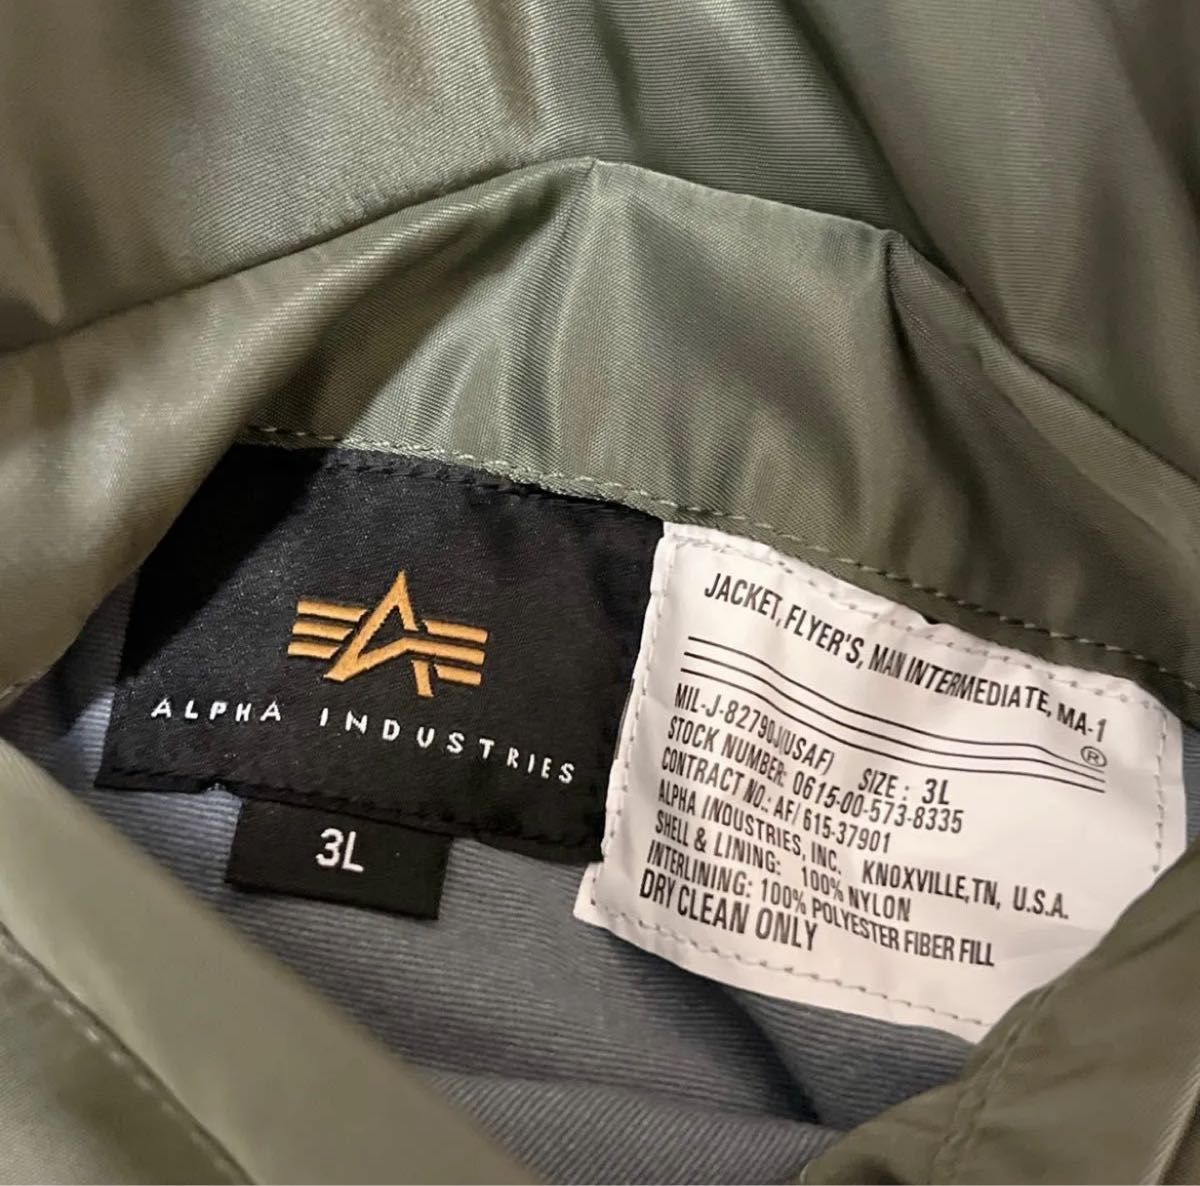 ALPHA INDUSTRIES
3L
JACKET, FLYER'S, MAN INTERMEDIATE, MA-1
®
MIL-J-82790J(USAF) SIZE: 3L
STOCK NUMBER: 0615-00-573-8335
CONTRACT NO.: AF/615-37901
ALPHA INDUSTRIES, INC. KNOXVILLE,TN, U.S.A.
SHELL & LINING: 100% NYLON
INTERLINING: 100% POLYESTER FIBER FILL
DRY CLEAN ONLY